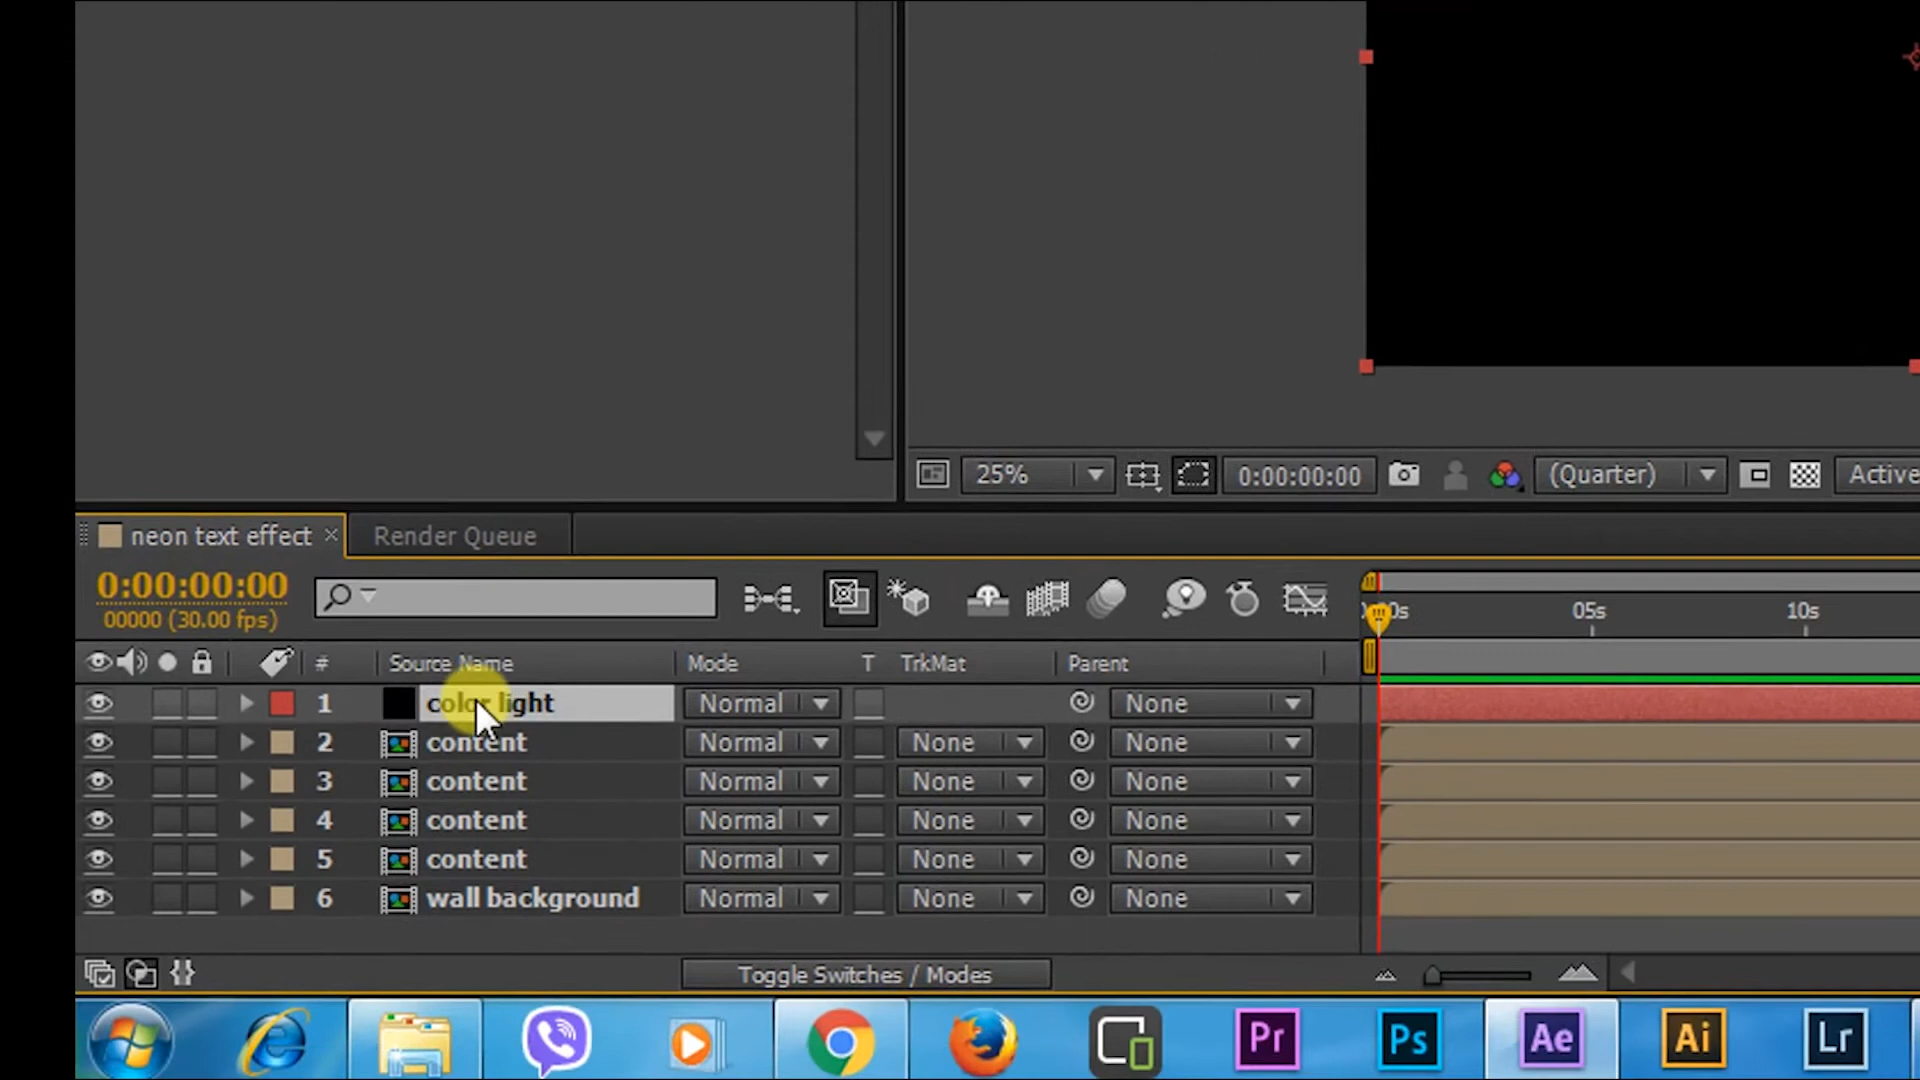 25% 0:00:00:00 (Quarter) Active
neon text effect × Render Queue
0:00:00:00
00000 (30.00 fps)
05s 10s
# Source Name Mode T TrkMat Parent
1 color light Normal None
2 content Normal None None
3 content Normal None None
4 content Normal None None
5 content Normal None None
6 wall background Normal None None
Toggle Switches / Modes
Pr Ps Ae Ai Lr